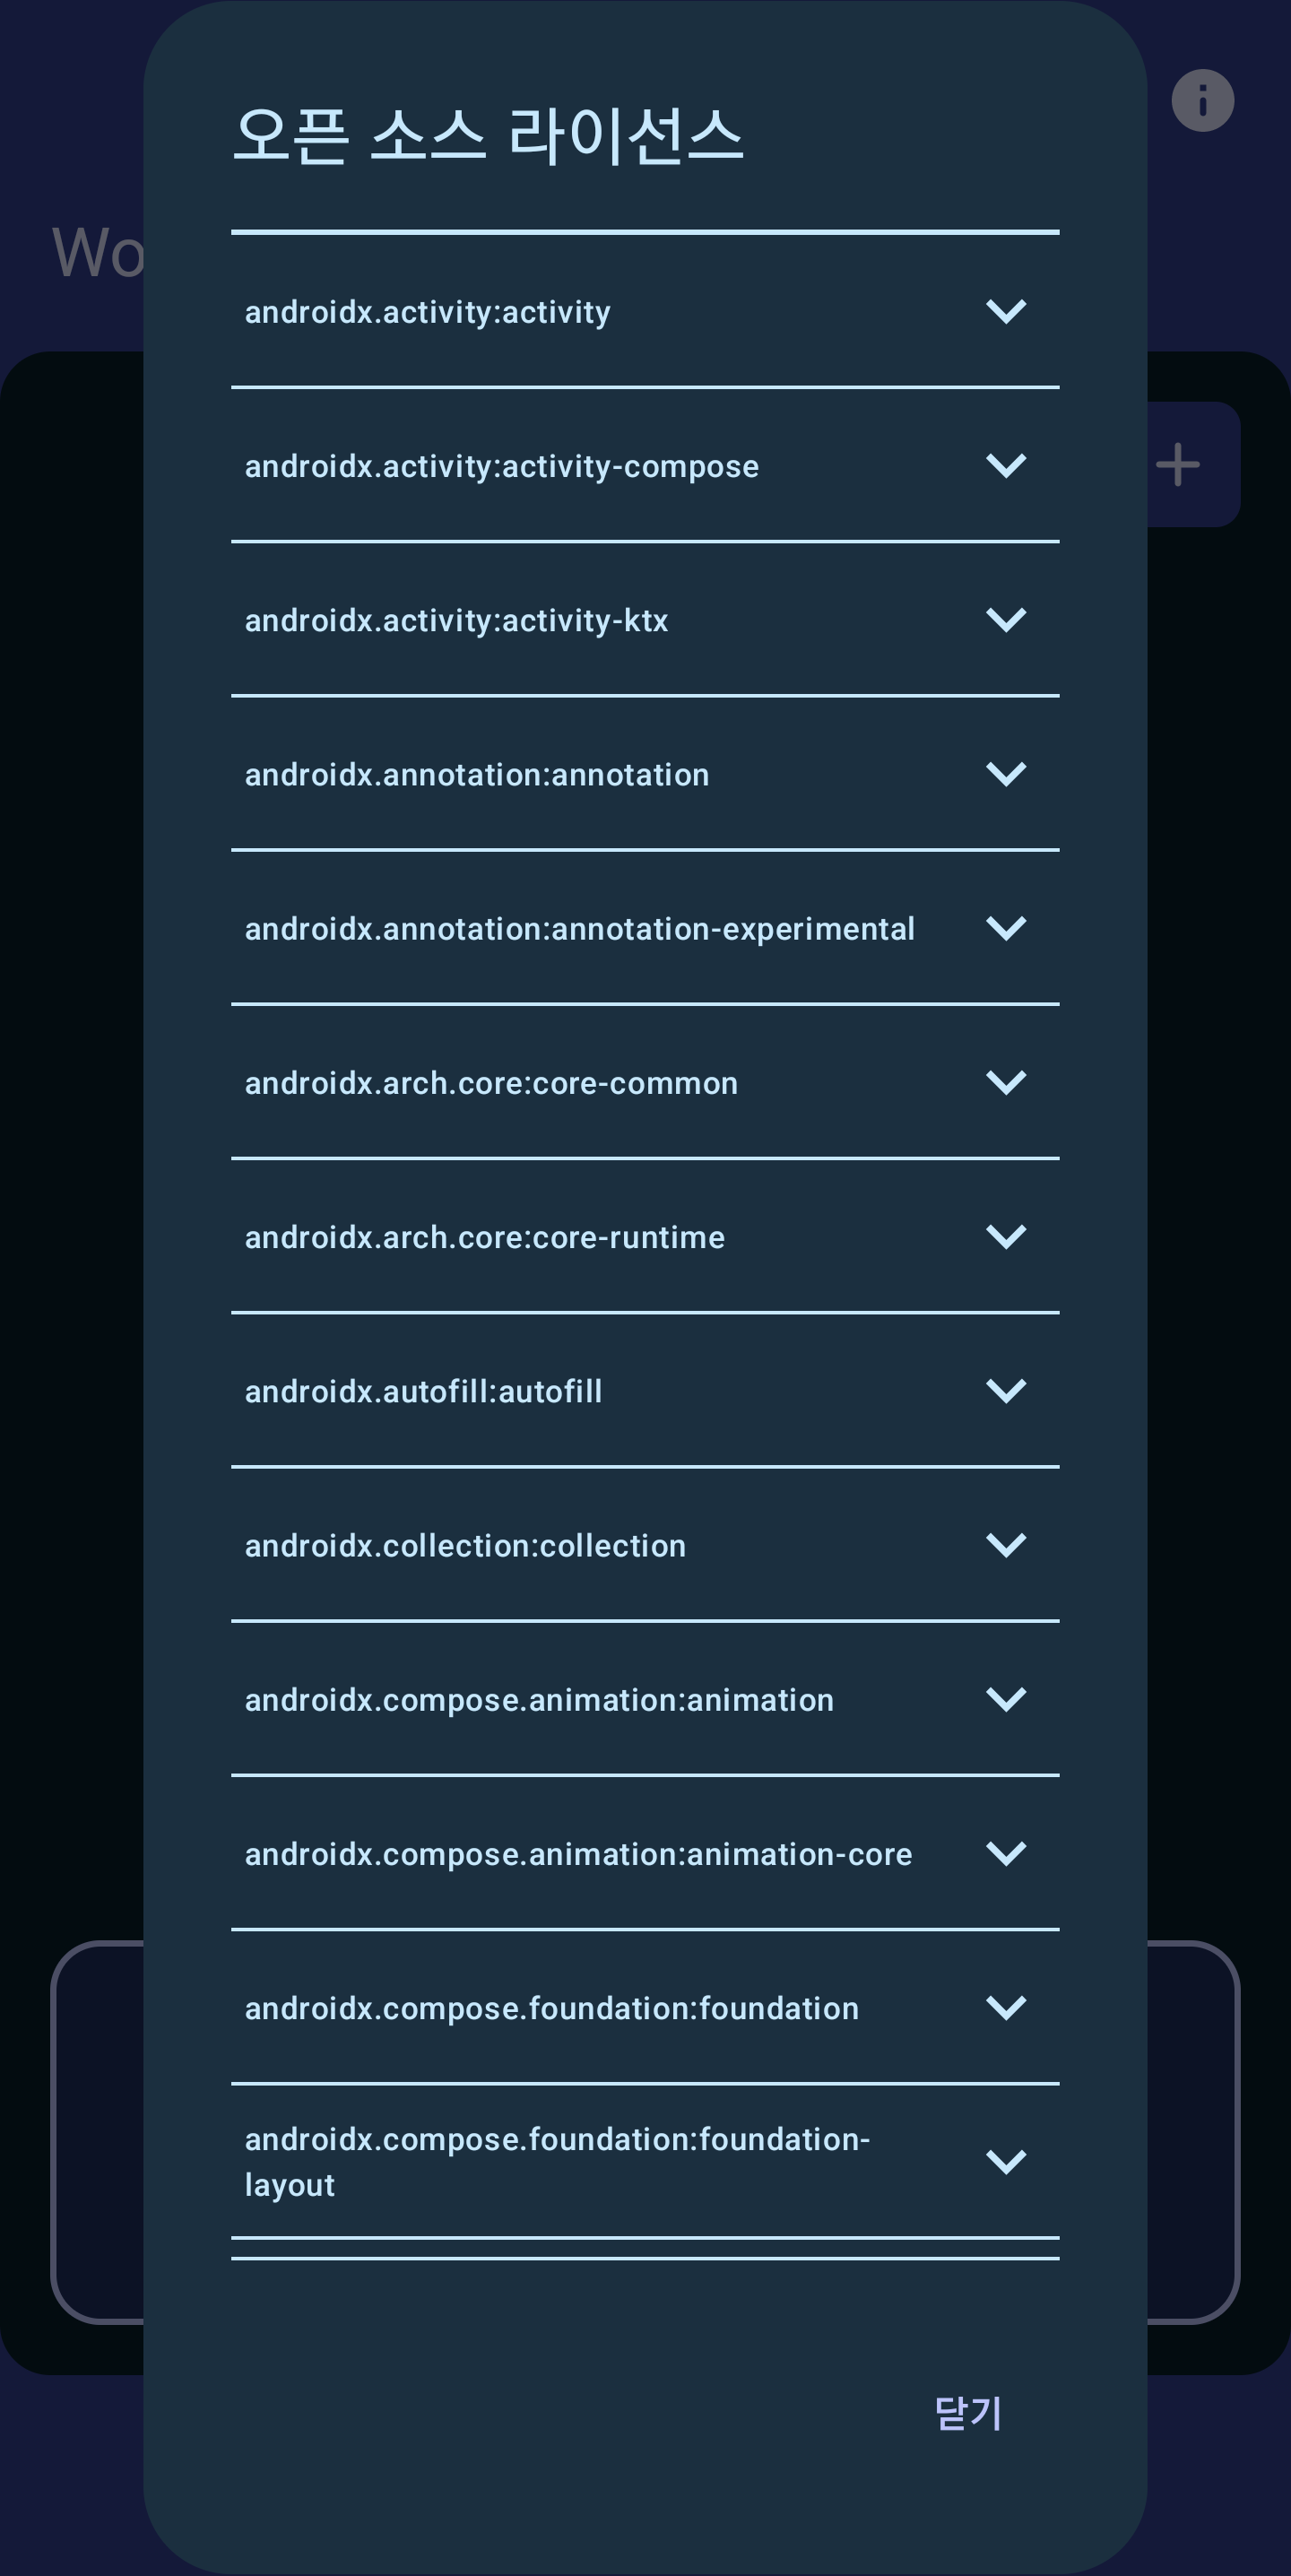 오픈 소스 라이선스
Wo
androidx.activity:activity
androidx.activity:activity-compose
androidx.activity:activity-ktx
androidx.annotation:annotation
androidx.annotation:annotation-experimental
androidx.arch.core:core-common
androidx.arch.core:core-runtime
androidx.autofill:autofill
androidx.collection:collection
androidx.compose.animation:animation
androidx.compose.animation:animation-core
androidx.compose.foundation:foundation
androidx.compose.foundation:foundation-
layout
닫기